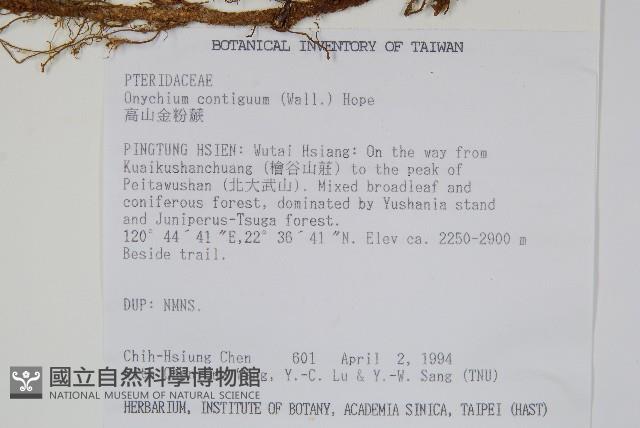 BOTANICAL INVENTORY OF TAIWAN
PTERIDACEAE
Onychium contiguum (Wall.) Hope
高山金粉蕨
PINGTUNG HSIEN: Wutai Hsiang: On the way from
Kuaikushanchuang (檜谷山莊) to the peak of
Peitawushan (北大武山). Mixed broadleaf and
coniferous forest, dominated by Yushania stand
and Juniperus-Tsuga forest.
120° 44´41 ″E,22° 36´41 ″N. Elev ca. 2250-2900 m
Beside trail.
DUP: NMNS.
Chih-Hsiung Chen 601 April 2, 1994
Y.-C. Lu & Y.-W. Sang (TNU)
國立自然科學博物館
NATIONAL MUSEUM OF NATURAL SCIENCE
HERBARIUM, INSTITUTE OF BOTANY, ACADEMIA SINICA, TAIPEI (HAST)